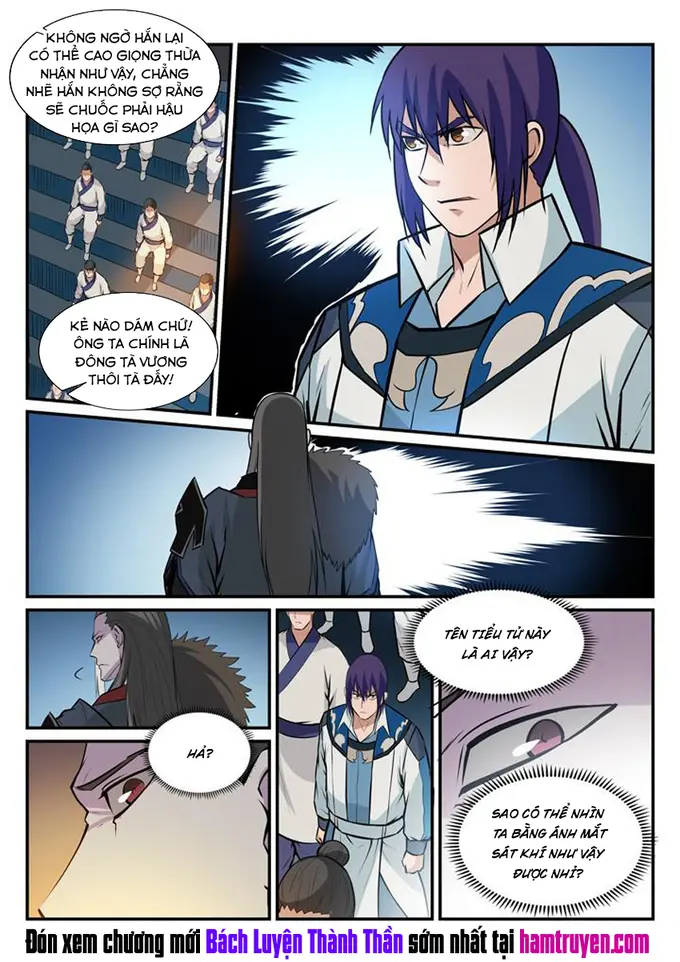 KHÔNG NGỜ HẮN LẠI
CÓ THỂ CAO GIỌNG THỪA
NHẬN NHƯ VẬY, CHẲNG
NHẼ HẮN KHÔNG SỢ RẰNG
SẼ CHUỐC PHẢI HẬU
HỌA GÌ SAO?
KẺ NÀO DÁM CHỨ!
ÔNG TA CHÍNH LÀ
ĐÔNG TÀ VƯƠNG
THÔI TÀ ĐẤY!
TÊN TIỂU TỬ NÀY
LÀ AI VẬY?
HẢ?
SAO CÓ THỂ NHÌN
TA BẰNG ÁNH MẮT
SÁT KHÍ NHƯ VẬY
ĐƯỢC NHỈ?
Đón xem chương mới Bách Luyện Thành Thần sớm nhất tại hamtruyen.com